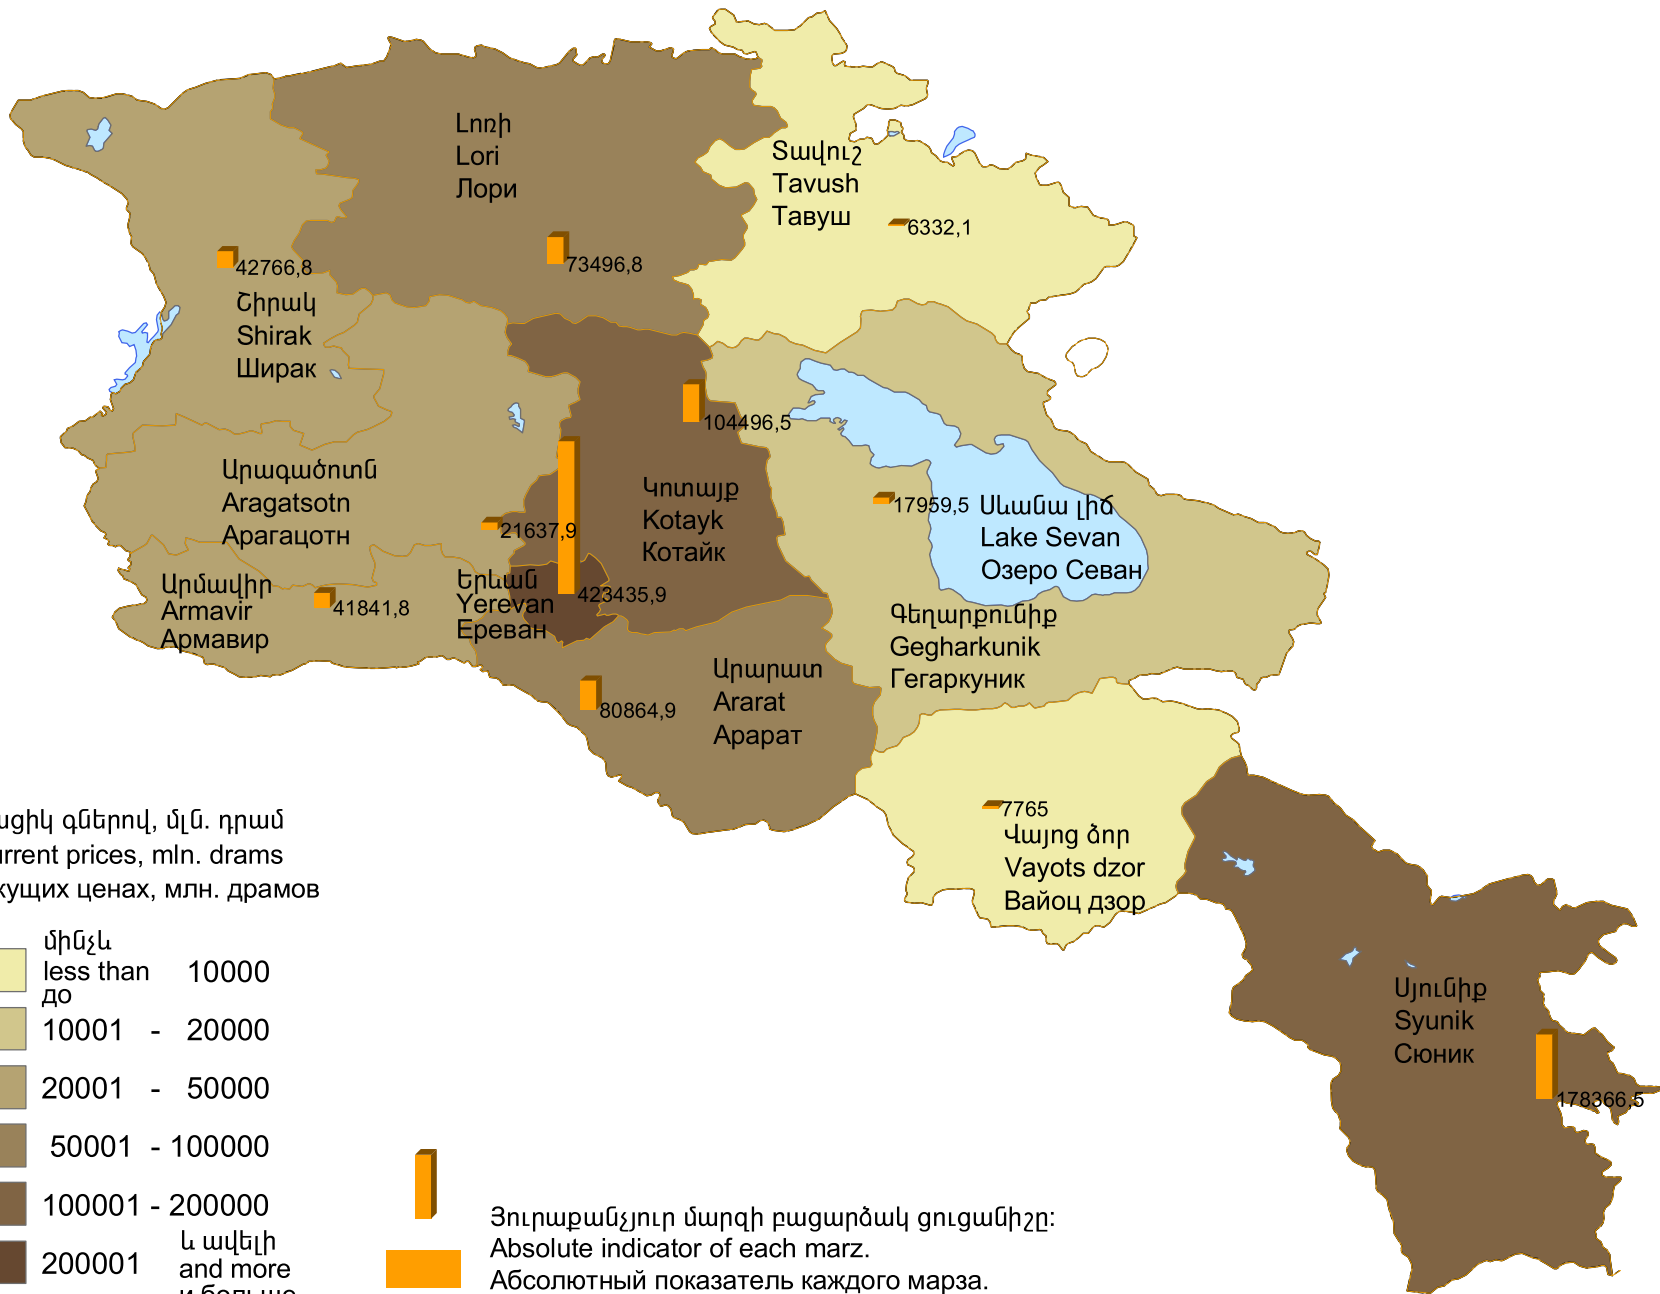 Լոռի
Lori
Лори
Տավուշ
Tavush
Тавуш
6332,1
42766,8
73496,8
Շիրակ
Shirak
Ширак
104496,5
Արագածոտն
Aragatsotn
Арагацотн
21637,9
Կոտայք
Kotayk
Котайк
17959,5
Սևանա լիճ
Lake Sevan
Озеро Севан
Արմավիր
Armavir
Армавир
41841,8
Երևան
Yerevan
Ереван
423435,9
Գեղարքունիք
Gegharkunik
Гегаркуник
80864,9
Արարատ
Ararat
Арарат
7765
Վայոց ձոր
Vayots dzor
Вайоц дзор
Սյունիք
Syunik
Сюник
178366,5
ացիկ գներով, մլն. դրամ
urrent prices, mln. drams
кущих ценах, млн. драмов
մինչև
less than 10000
до
10001 - 20000
20001 - 50000
50001 - 100000
100001 - 200000
և ավելի
200001 and more
и больше
Յուրաքանչյուր մարզի բացարձակ ցուցանիշը:
Absolute indicator of each marz.
Абсолютный показатель каждого марза.